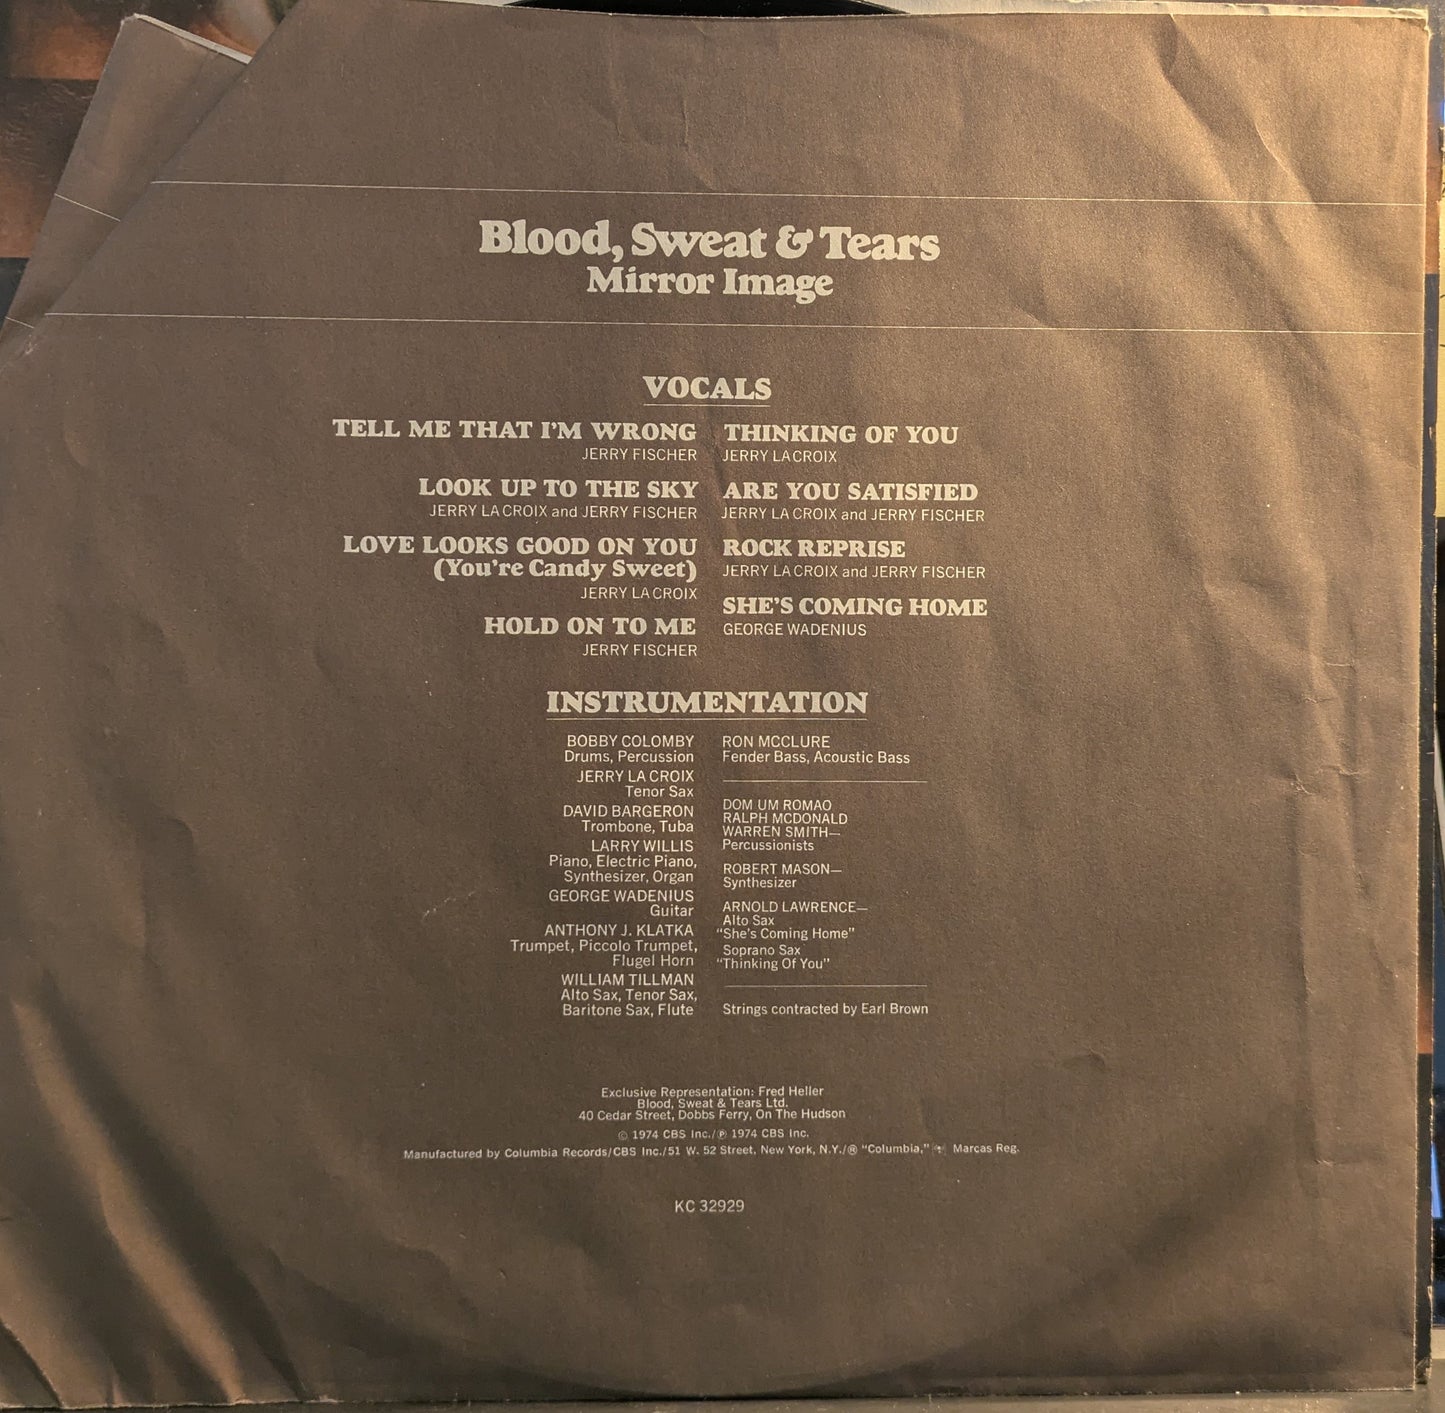 Blood, Sweat & Tears
Mirror Image
VOCALS
TELL ME THAT I'M WRONG
JERRY FISCHER
LOOK UP TO THE SKY
JERRY LA CROIX and JERRY FISCHER
LOVE LOOKS GOOD ON YOU
(You're Candy Sweet)
JERRY LA CROIX
HOLD ON TO ME
JERRY FISCHER
THINKING OF YOU
JERRY LA CROIX
ARE YOU SATISFIED
JERRY LA CROIX and JERRY FISCHER
ROCK REPRISE
JERRY LA CROIX and JERRY FISCHER
SHE'S COMING HOME
GEORGE WADENIUS
INSTRUMENTATION
BOBBY COLOMBY
Drums, Percussion
JERRY LA CROIX
Tenor Sax
DAVID BARGERON
Trombone, Tuba
LARRY WILLIS
Piano, Electric Piano,
Synthesizer, Organ
GEORGE WADENIUS
Guitar
ANTHONY J. KLATKA
Trumpet, Piccolo Trumpet,
Flugel Horn
WILLIAM TILLMAN
Alto Sax, Tenor Sax,
Baritone Sax, Flute
RON MCCLURE
Fender Bass, Acoustic Bass
DOM UM ROMAO
RALPH MCDONALD
WARREN SMITH—
Percussionists
ROBERT MASON—
Synthesizer
ARNOLD LAWRENCE—
Alto Sax
"She's Coming Home"
Soprano Sax
"Thinking Of You"
Strings contracted by Earl Brown
Exclusive Representation: Fred Heller
Blood, Sweat & Tears Ltd.
40 Cedar Street, Dobbs Ferry, On The Hudson
© 1974 CBS Inc./℗ 1974 CBS Inc.
Manufactured by Columbia Records/CBS Inc./51 W. 52 Street, New York, N.Y./® "Columbia," Marcas Reg.
KC 32929